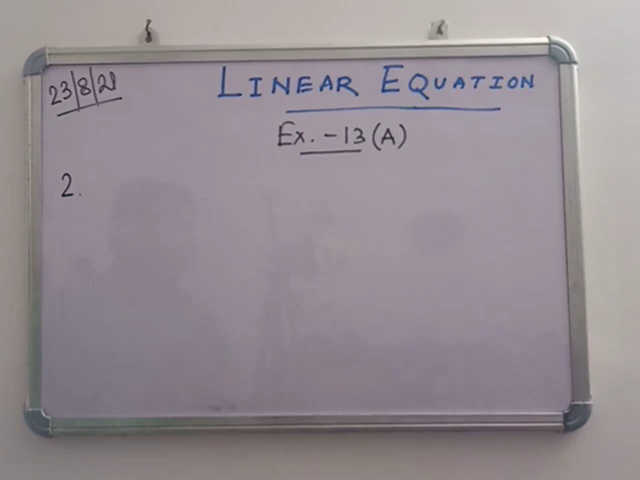 23/8/21
LINEAR EQUATION
Ex. - 13 (A)
2.